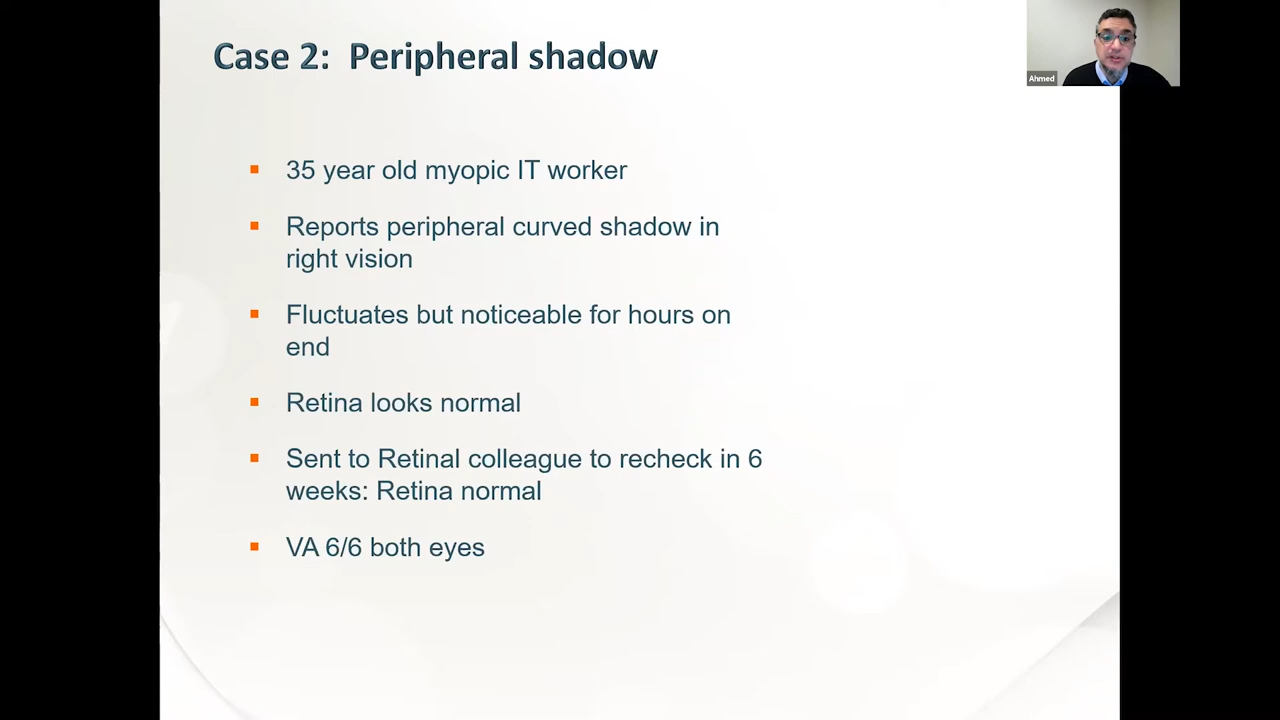 Case 2: Peripheral shadow
Ahmed
35 year old myopic IT worker
Reports peripheral curved shadow in
right vision
Fluctuates but noticeable for hours on
end
Retina looks normal
Sent to Retinal colleague to recheck in 6
weeks: Retina normal
VA 6/6 both eyes